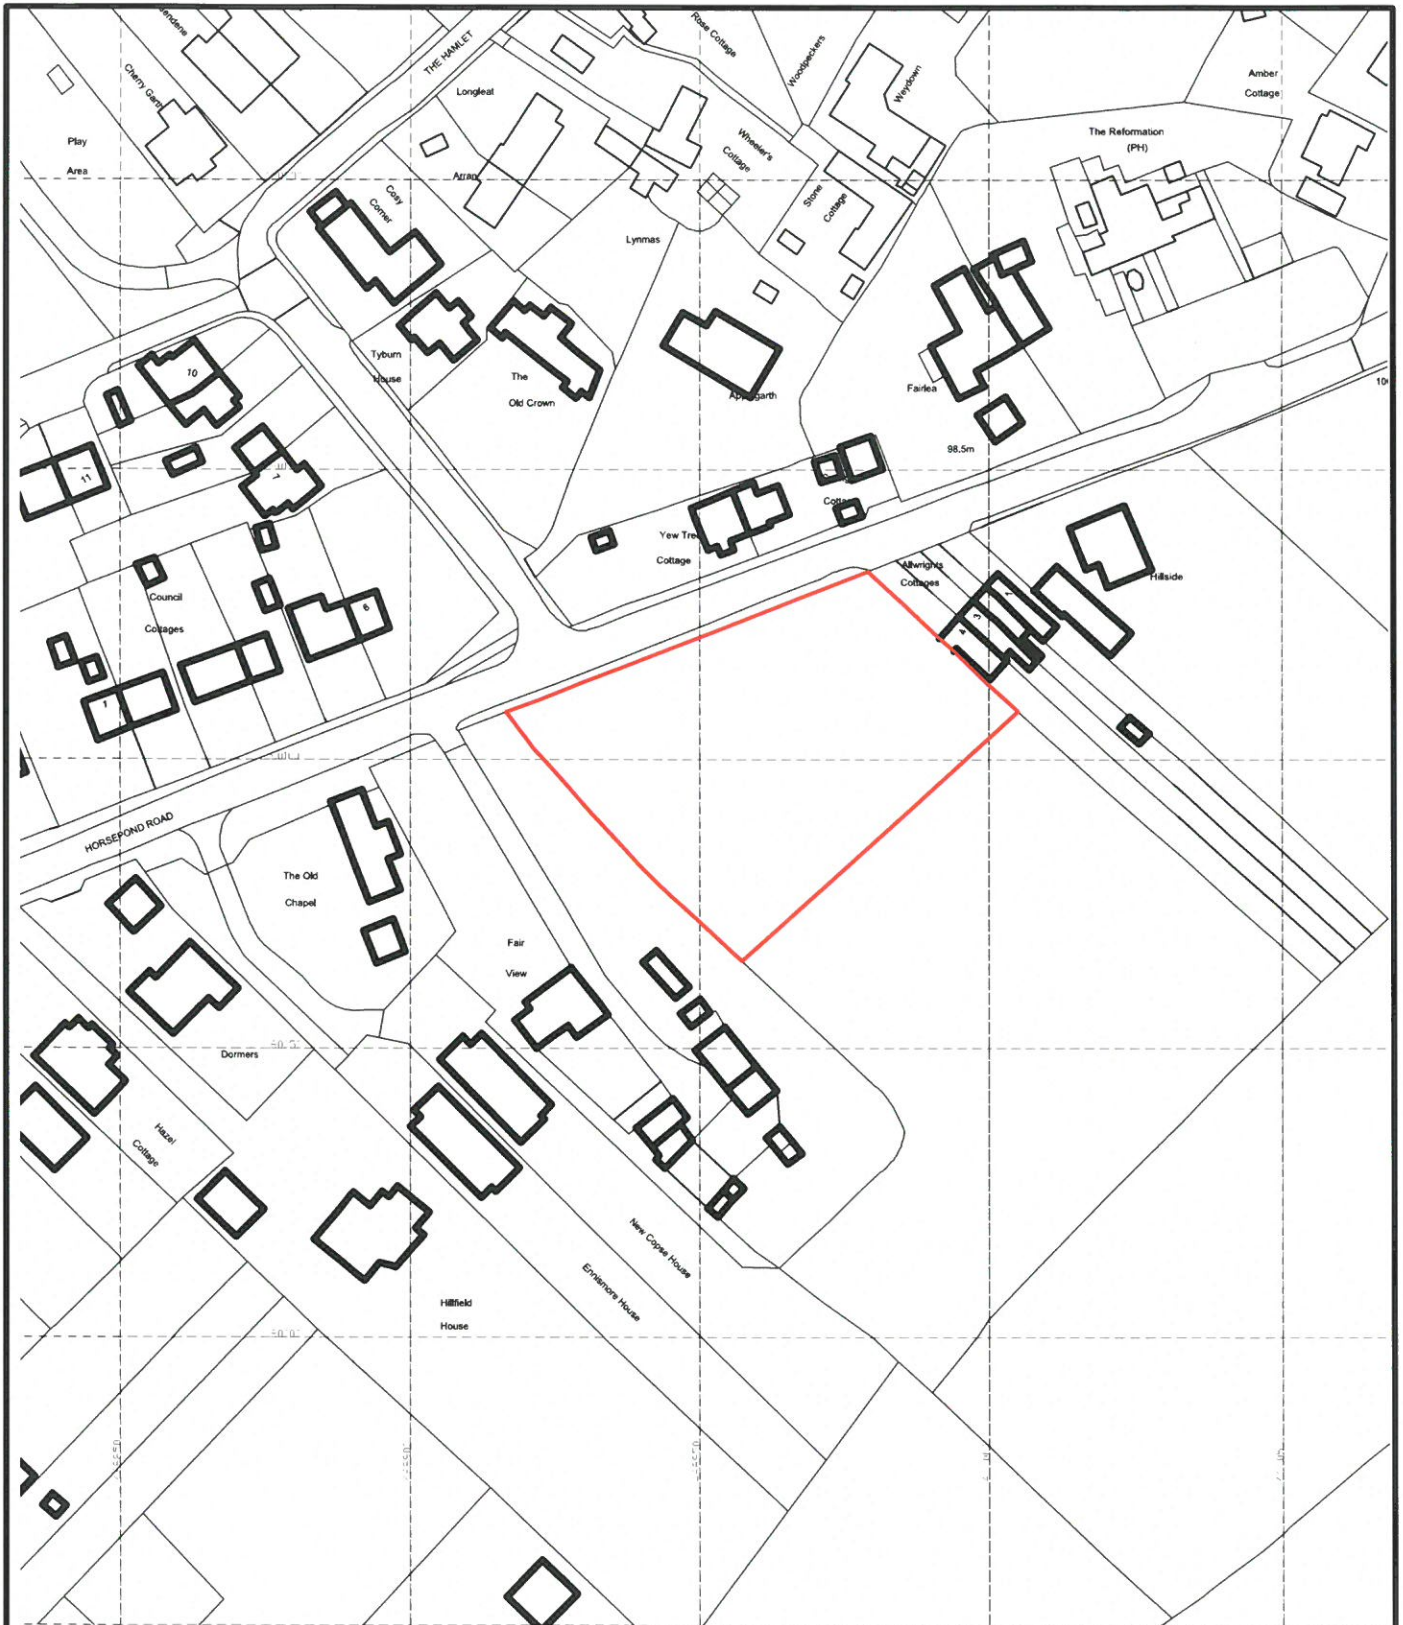 Rose Cottage
Woodpeckers
THE HAMLET
Longleat
Weydown
Amber
Cottage
Play
Area
Cherry Garth
The Reformation
(PH)
Wheeler's
Cottage
Arran
Cosy
Corner
Stone
Cottage
Lynmas
Tyburn
House
10
The
Old Crown
Fairlea
98.5m
11
7
Yew Tree
Cottage
Allwrights
Cottages
Hillside
1
3
4
Council
Cottages
6
1
HORSEPOND ROAD
The Old
Chapel
Fair
View
Dormers
Hazel
Cottage
New Copse House
Ennismore House
Hillfield
House